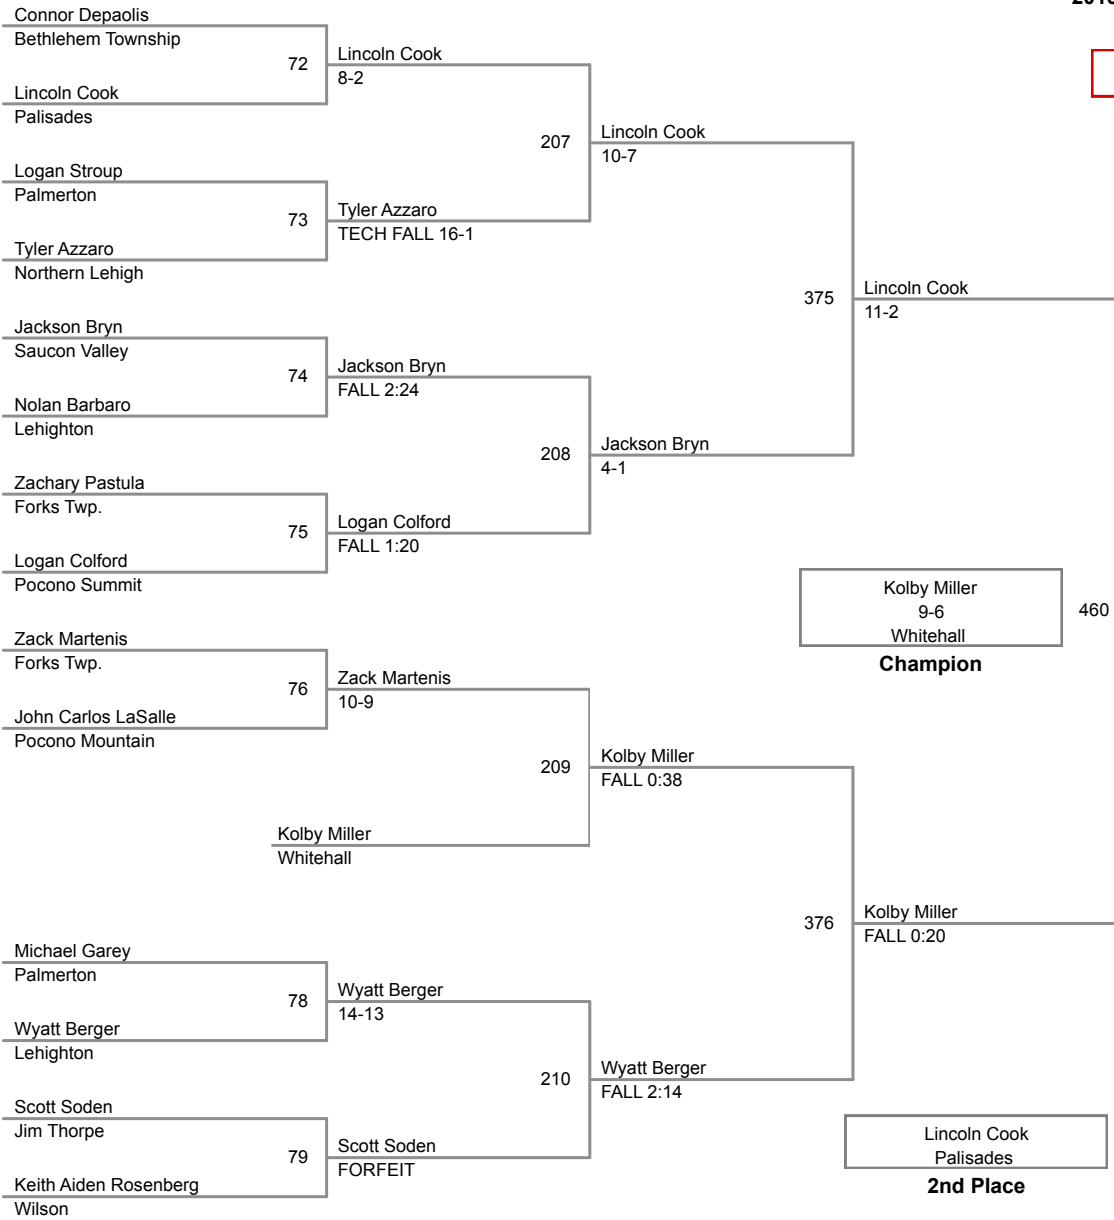 Connor Depaolis
Bethlehem Township
72
Lincoln Cook
8-2
Lincoln Cook
Palisades
207
Lincoln Cook
10-7
Logan Stroup
Palmerton
73
Tyler Azzaro
TECH FALL 16-1
Tyler Azzaro
Northern Lehigh
375
Lincoln Cook
11-2
Jackson Bryn
Saucon Valley
74
Jackson Bryn
FALL 2:24
Nolan Barbaro
Lehighton
208
Jackson Bryn
4-1
Zachary Pastula
Forks Twp.
75
Logan Colford
FALL 1:20
Logan Colford
Pocono Summit
Kolby Miller
9-6
Whitehall
460
Champion
Zack Martenis
Forks Twp.
76
Zack Martenis
10-9
John Carlos LaSalle
Pocono Mountain
209
Kolby Miller
FALL 0:38
Kolby Miller
Whitehall
376
Kolby Miller
FALL 0:20
Michael Garey
Palmerton
78
Wyatt Berger
14-13
Wyatt Berger
Lehighton
210
Wyatt Berger
FALL 2:14
Scott Soden
Jim Thorpe
79
Scott Soden
FORFEIT
Keith Aiden Rosenberg
Wilson
Lincoln Cook
Palisades
2nd Place